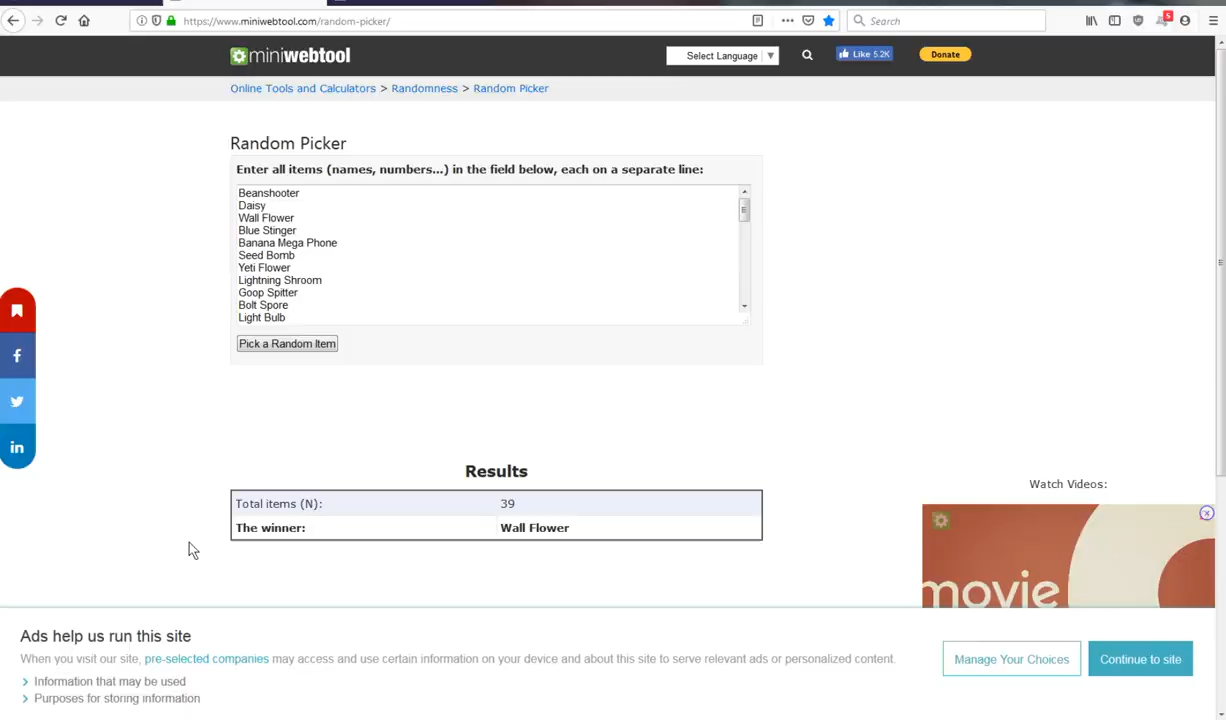 https://www.miniwebtool.com/random-picker/
Search
5
miniwebtool
Select Language
Like 5.2K
Donate
Online Tools and Calculators > Randomness > Random Picker
Random Picker
Enter all items (names, numbers...) in the field below, each on a separate line:
Beanshooter
Daisy
Wall Flower
Blue Stinger
Banana Mega Phone
Seed Bomb
Yeti Flower
Lightning Shroom
Goop Spitter
Bolt Spore
Light Bulb
Pick a Random Item
Results
Total items (N): 39
The winner: Wall Flower
Watch Videos:
movie
Ads help us run this site
When you visit our site, pre-selected companies may access and use certain information on your device and about this site to serve relevant ads or personalized content.
Information that may be used
Purposes for storing information
Manage Your Choices
Continue to site